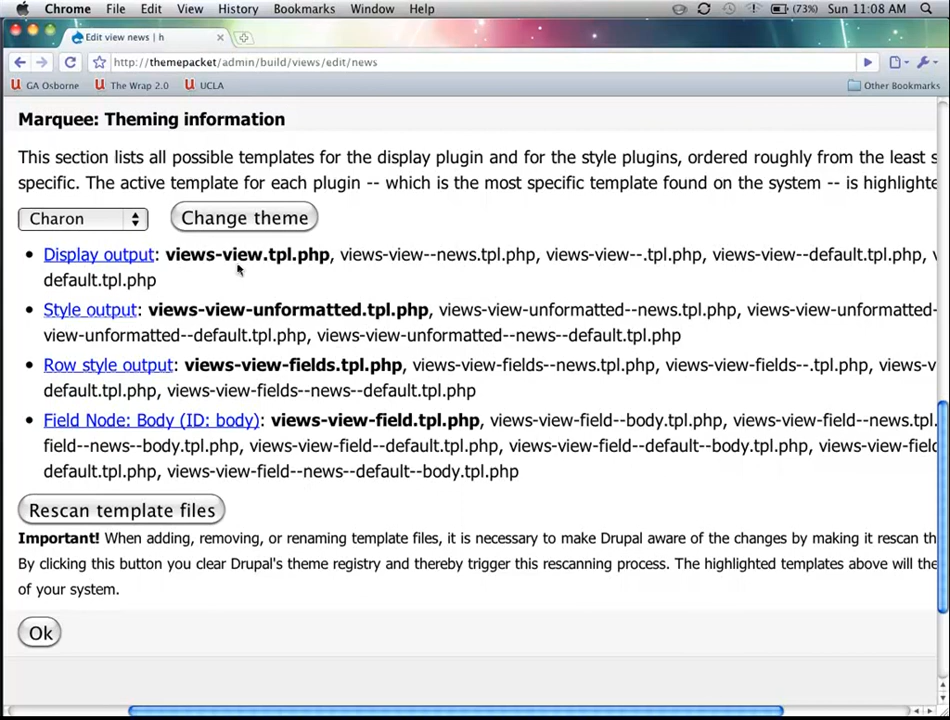 Chrome File Edit View History Bookmarks Window Help (73%) Sun 11:08 AM
Edit view news | h
http://themepacket/admin/build/views/edit/news
GA Osborne The Wrap 2.0 UCLA Other Bookmarks
Marquee: Theming information
This section lists all possible templates for the display plugin and for the style plugins, ordered roughly from the least s
specific. The active template for each plugin -- which is the most specific template found on the system -- is highlighte
Charon Change theme
Display output: views-view.tpl.php, views-view--news.tpl.php, views-view--.tpl.php, views-view--default.tpl.php, v
default.tpl.php
Style output: views-view-unformatted.tpl.php, views-view-unformatted--news.tpl.php, views-view-unformatted-
view-unformatted--default.tpl.php, views-view-unformatted--news--default.tpl.php
Row style output: views-view-fields.tpl.php, views-view-fields--news.tpl.php, views-view-fields--.tpl.php, views-v
default.tpl.php, views-view-fields--news--default.tpl.php
Field Node: Body (ID: body): views-view-field.tpl.php, views-view-field--body.tpl.php, views-view-field--news.tpl.
field--news--body.tpl.php, views-view-field--default.tpl.php, views-view-field--default--body.tpl.php, views-view-field
default.tpl.php, views-view-field--news--default--body.tpl.php
Rescan template files
Important! When adding, removing, or renaming template files, it is necessary to make Drupal aware of the changes by making it rescan th
By clicking this button you clear Drupal's theme registry and thereby trigger this rescanning process. The highlighted templates above will the
of your system.
Ok